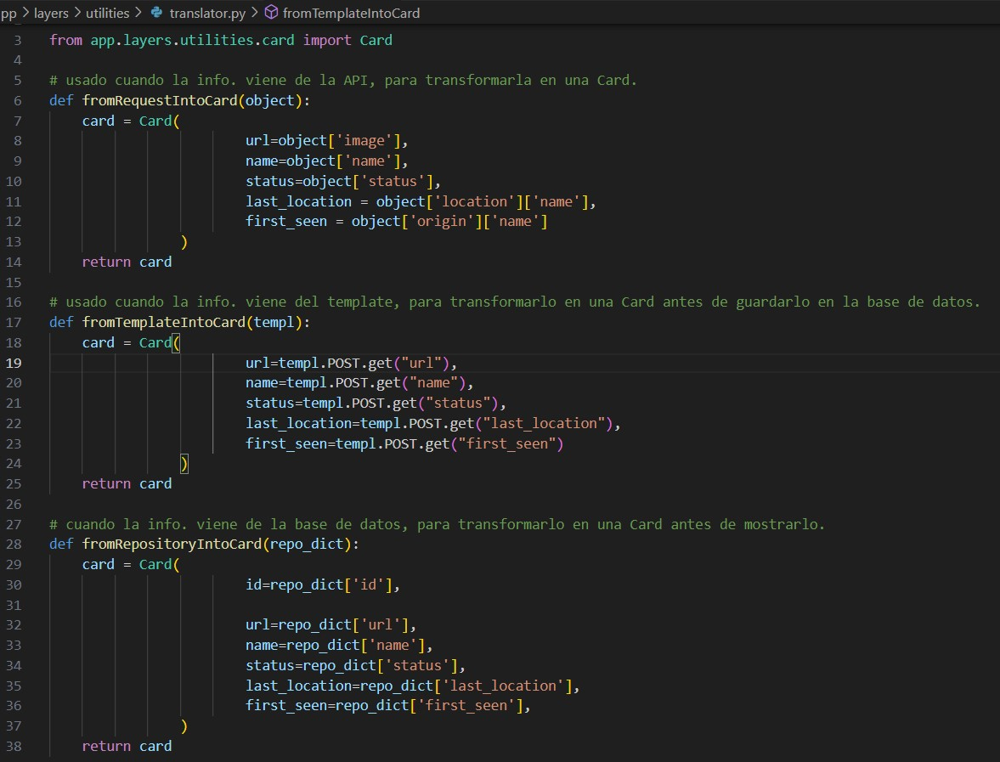 pp > layers > utilities > translator.py > fromTemplateIntoCard
3 from app.layers.utilities.card import Card
4
5 # usado cuando la info. viene de la API, para transformarla en una Card.
6 def fromRequestIntoCard(object):
7 card = Card(
8 url=object['image'],
9 name=object['name'],
10 status=object['status'],
11 last_location = object['location']['name'],
12 first_seen = object['origin']['name']
13 )
14 return card
15
16 # usado cuando la info. viene del template, para transformarlo en una Card antes de guardarlo en la base de datos.
17 def fromTemplateIntoCard(templ):
18 card = Card(
19 url=templ.POST.get("url"),
20 name=templ.POST.get("name"),
21 status=templ.POST.get("status"),
22 last_location=templ.POST.get("last_location"),
23 first_seen=templ.POST.get("first_seen")
24 )
25 return card
26
27 # cuando la info. viene de la base de datos, para transformarlo en una Card antes de mostrarlo.
28 def fromRepositoryIntoCard(repo_dict):
29 card = Card(
30 id=repo_dict['id'],
31
32 url=repo_dict['url'],
33 name=repo_dict['name'],
34 status=repo_dict['status'],
35 last_location=repo_dict['last_location'],
36 first_seen=repo_dict['first_seen'],
37 )
38 return card